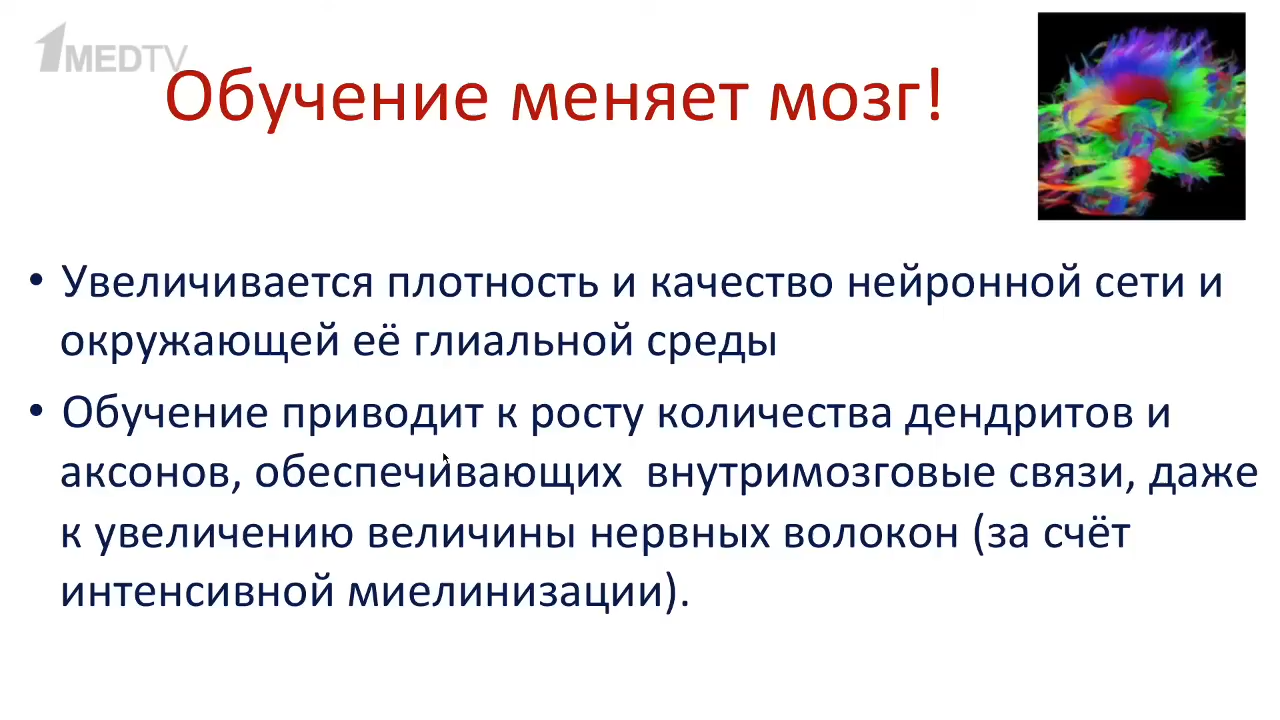 1MEDTV
Обучение меняет мозг!
• Увеличивается плотность и качество нейронной сети и
окружающей её глиальной среды
• Обучение приводит к росту количества дендритов и
аксонов, обеспечивающих внутримозговые связи, даже
к увеличению величины нервных волокон (за счёт
интенсивной миелинизации).